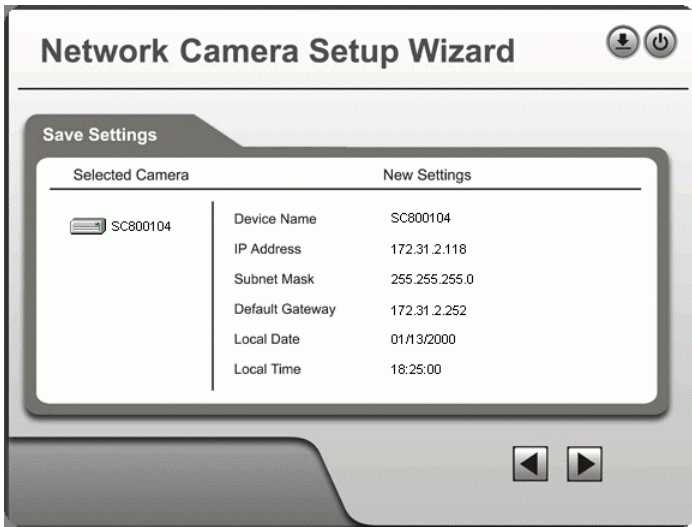 Network Camera Setup Wizard
Save Settings
Selected Camera New Settings
SC800104
Device Name SC800104
IP Address 172.31.2.118
Subnet Mask 255.255.255.0
Default Gateway 172.31.2.252
Local Date 01/13/2000
Local Time 18:25:00